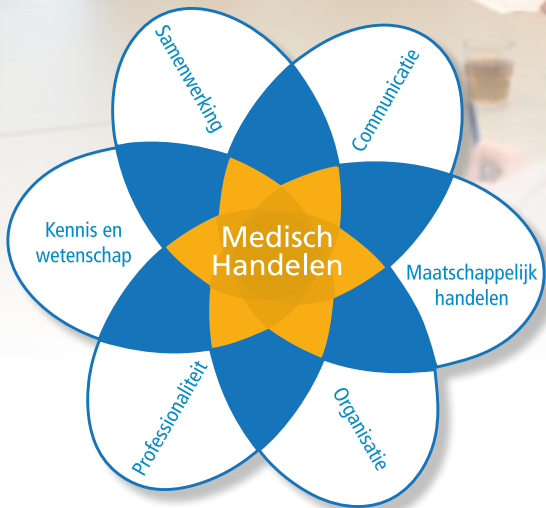 Samenwerking
Communicatie
Kennis en
wetenschap
Medisch
Handelen
Maatschappelijk
handelen
Professionaliteit
Organisatie